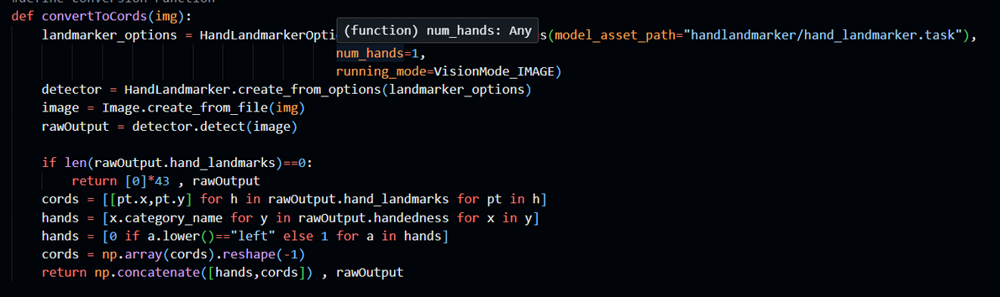 def convertToCords(img):
    landmarker_options = HandLandmarkerOpti s(model_asset_path="handlandmarker/hand_landmarker.task"),
(function) num_hands: Any
                                       num_hands=1,
                                       running_mode=VisionMode_IMAGE)
    detector = HandLandmarker.create_from_options(landmarker_options)
    image = Image.create_from_file(img)
    rawOutput = detector.detect(image)

    if len(rawOutput.hand_landmarks)==0:
        return [0]*43 , rawOutput
    cords = [[pt.x,pt.y] for h in rawOutput.hand_landmarks for pt in h]
    hands = [x.category_name for y in rawOutput.handedness for x in y]
    hands = [0 if a.lower()=="left" else 1 for a in hands]
    cords = np.array(cords).reshape(-1)
    return np.concatenate([hands,cords]) , rawOutput